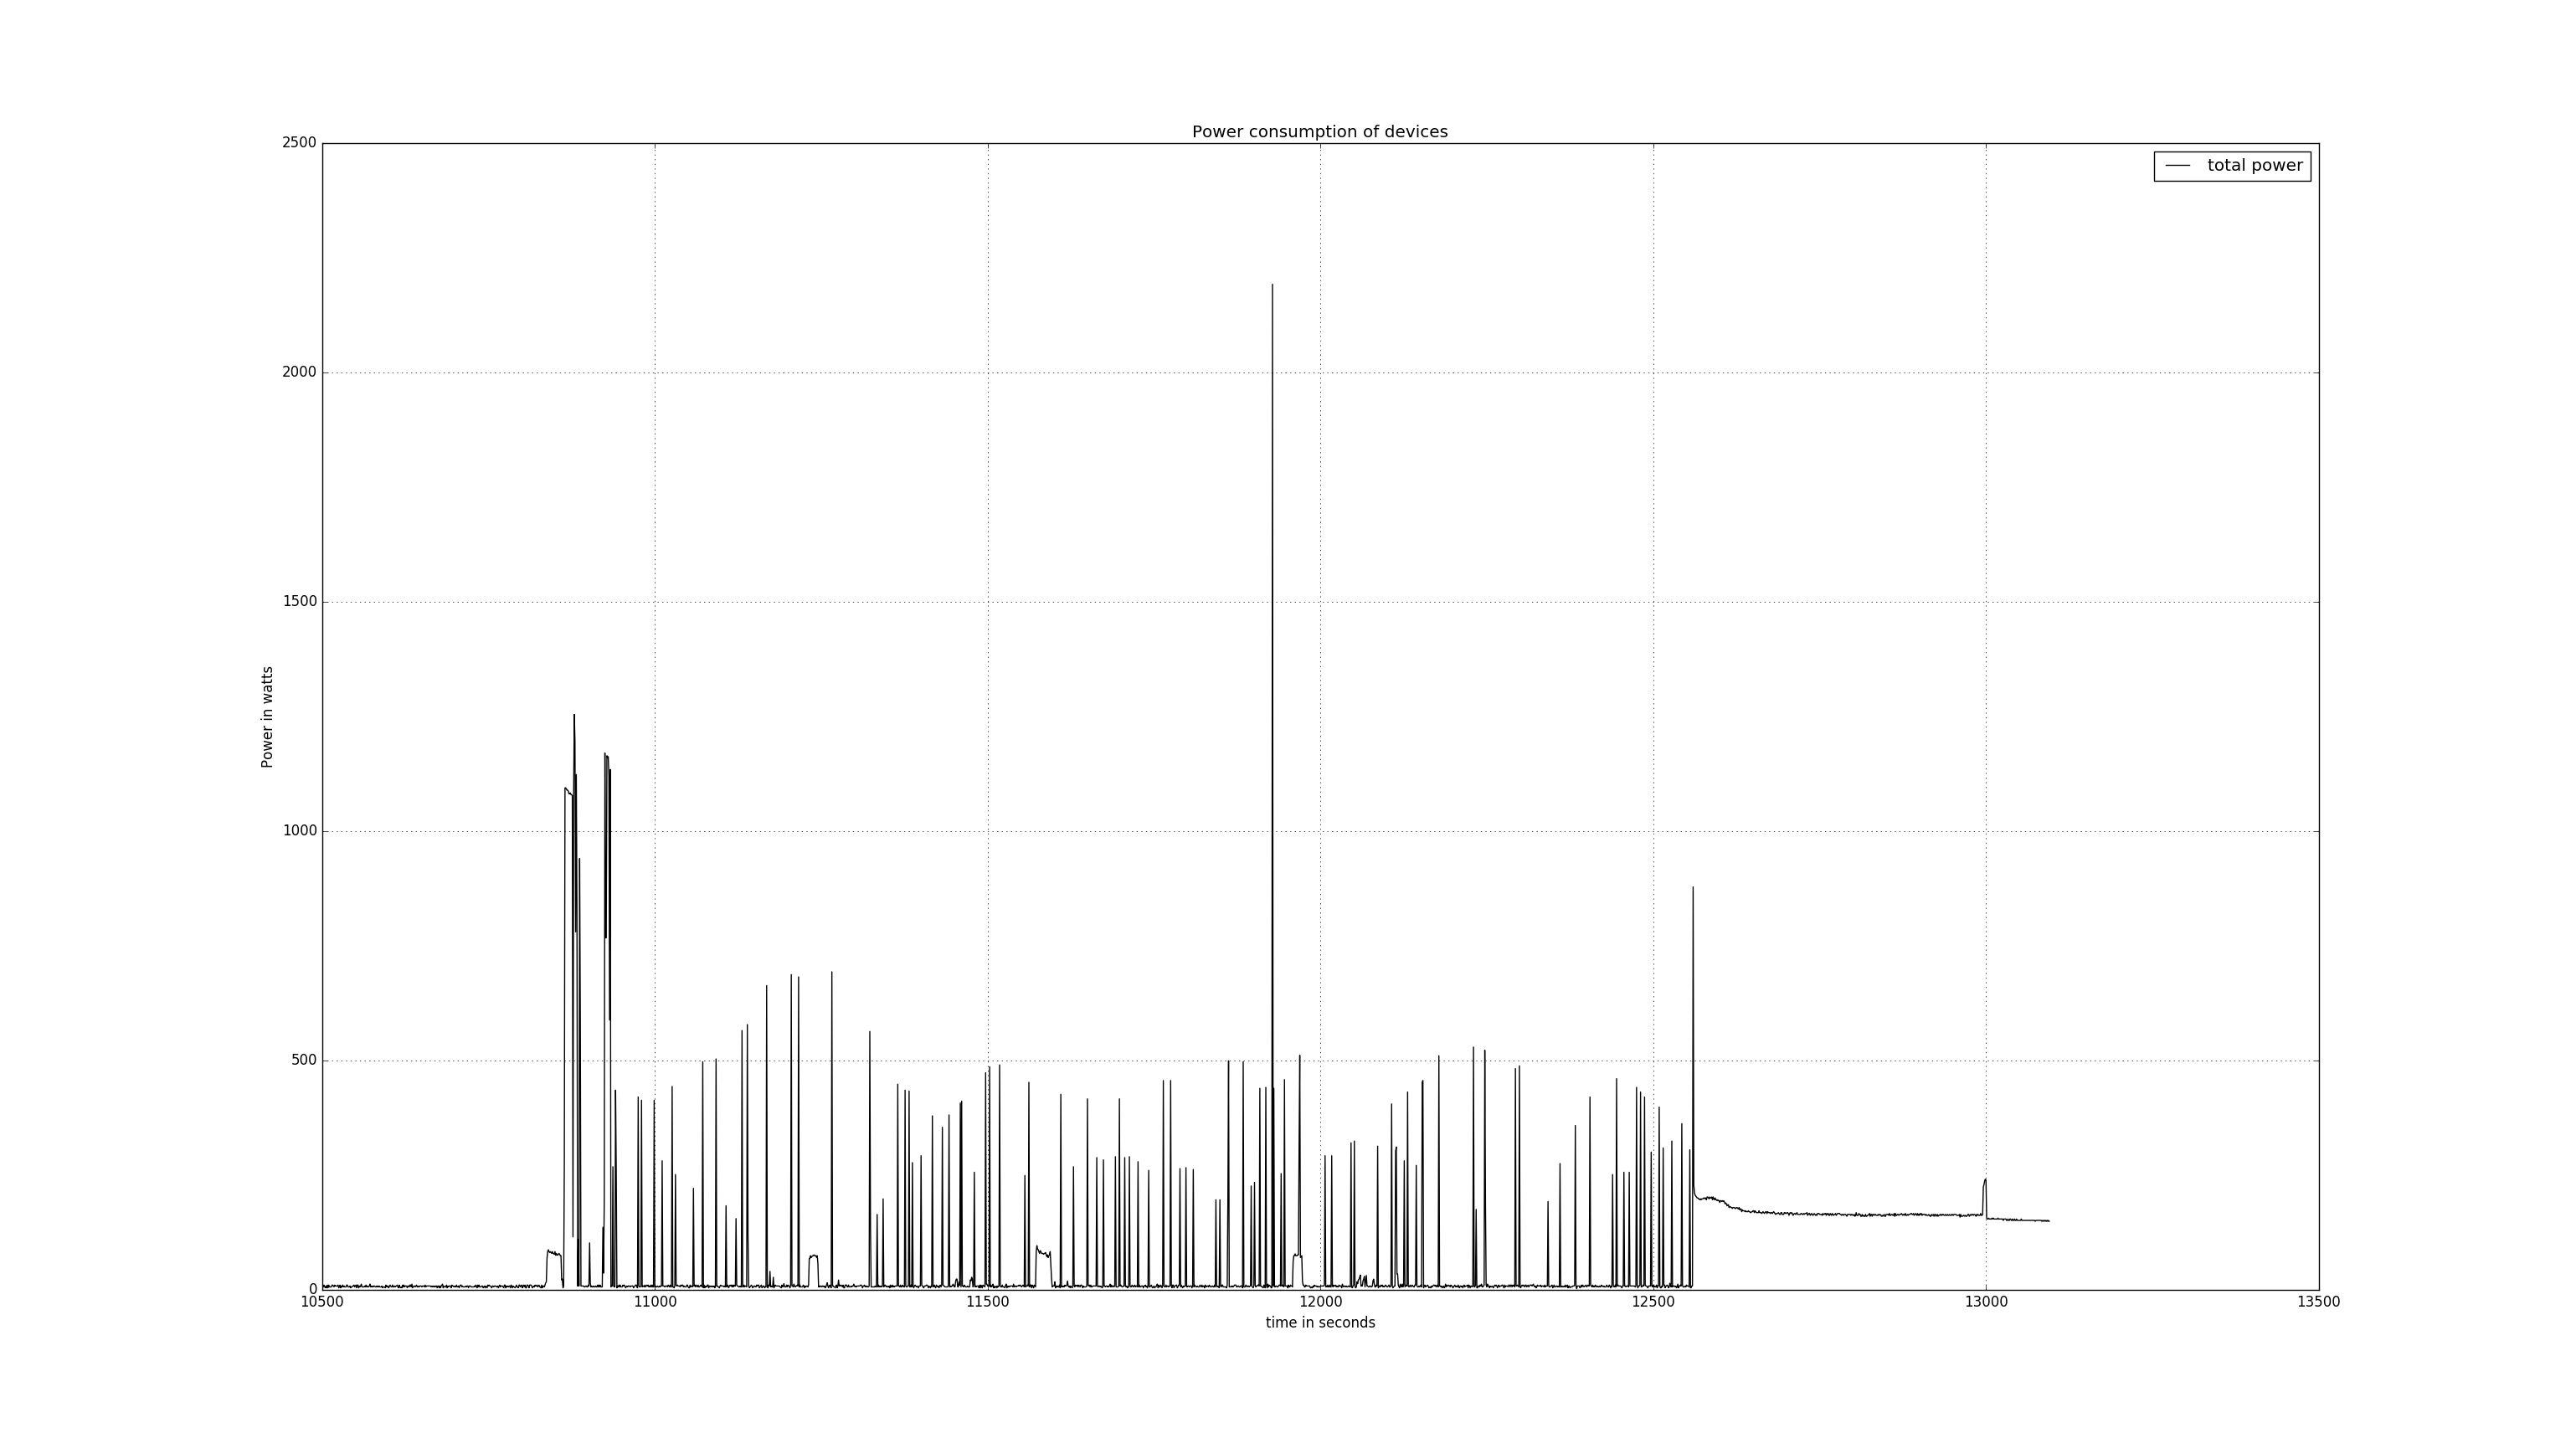 Power consumption of devices
total power
2500
2000
1500
1000
500
0
Power in watts
10500 11000 11500 12000 12500 13000 13500
time in seconds